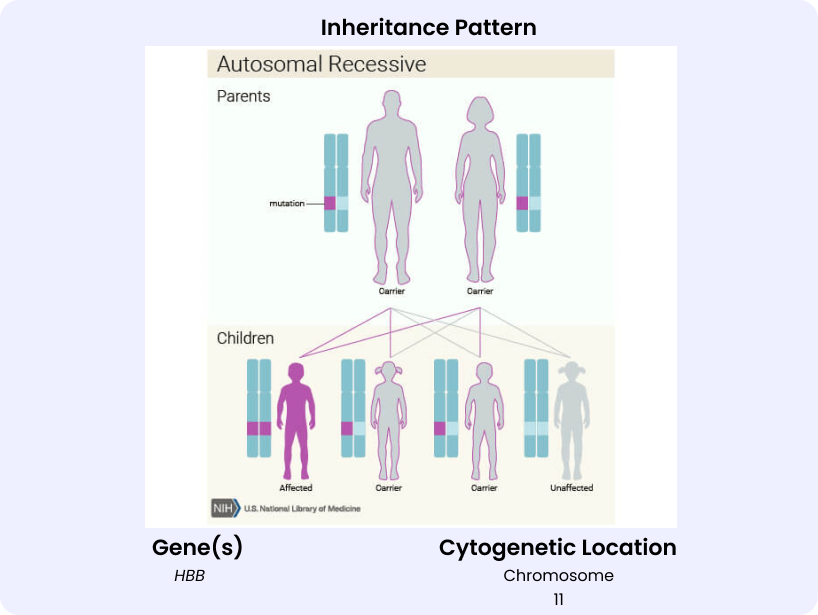 Inheritance Pattern
Autosomal Recessive
Parents
mutation
Carrier Carrier
Children
Affected Carrier Carrier Unaffected
NIH U.S. National Library of Medicine
Gene(s)
HBB
Cytogenetic Location
Chromosome
11